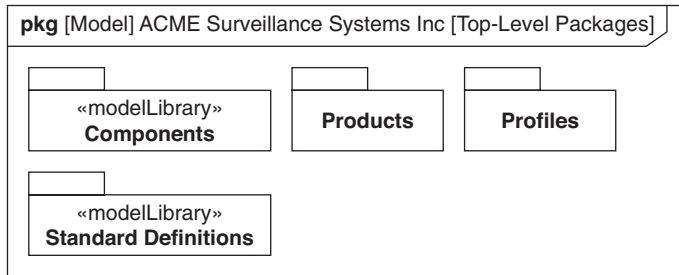 pkg [Model] ACME Surveillance Systems Inc [Top-Level Packages]
«modelLibrary»
Components
Products
Profiles
«modelLibrary»
Standard Definitions